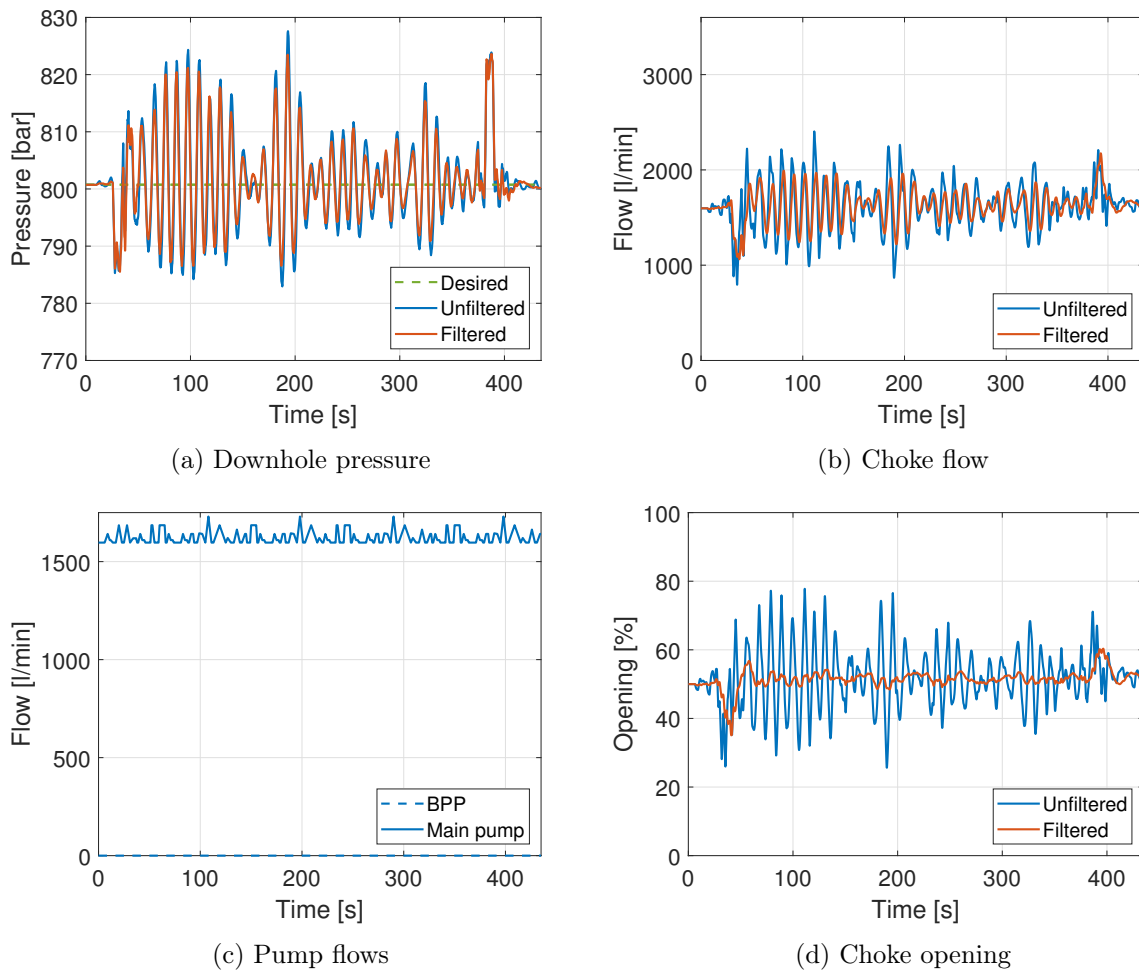 830
820
810
800
790
780
770
Pressure [bar]
Desired
Unfiltered
Filtered
0 100 200 300 400
Time [s]
(a) Downhole pressure
3000
2000
1000
0
Flow [l/min]
Unfiltered
Filtered
0 100 200 300 400
Time [s]
(b) Choke flow
1500
1000
500
0
Flow [l/min]
BPP
Main pump
100 200 300 400
Time [s]
(c) Pump flows
100
80
60
40
20
0
Opening [%]
Unfiltered
Filtered
0 100 200 300 400
Time [s]
(d) Choke opening